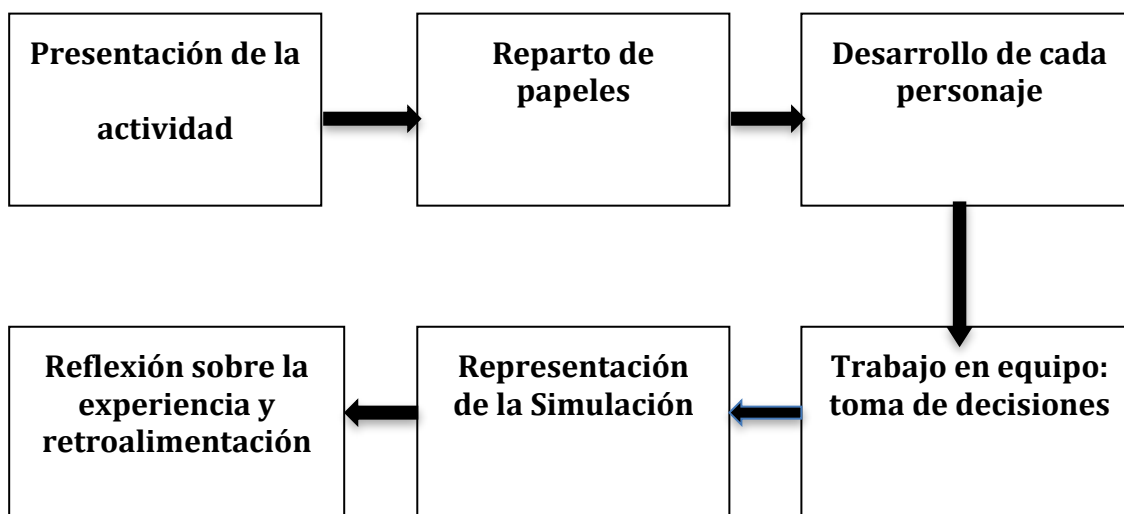 Presentación de la
actividad
Reparto de
papeles
Desarrollo de cada
personaje
Trabajo en equipo:
toma de decisiones
Representación
de la Simulación
Reflexión sobre la
experiencia y
retroalimentación